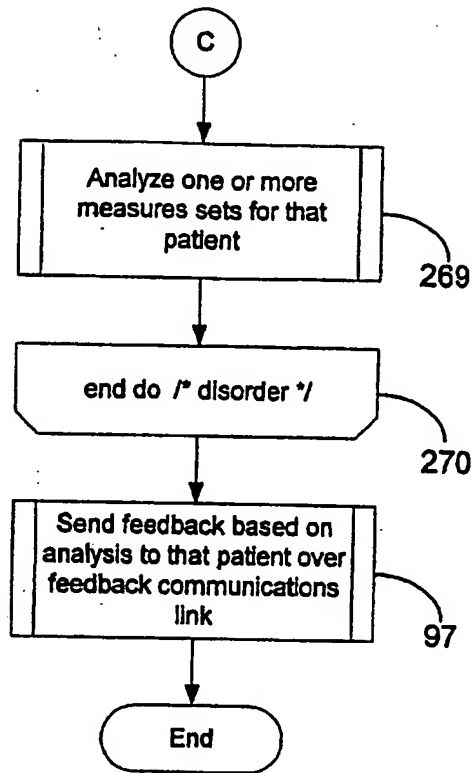 C
Analyze one or more
measures sets for that
patient
269
end do /* disorder */
270
Send feedback based on
analysis to that patient over
feedback communications
link
97
End